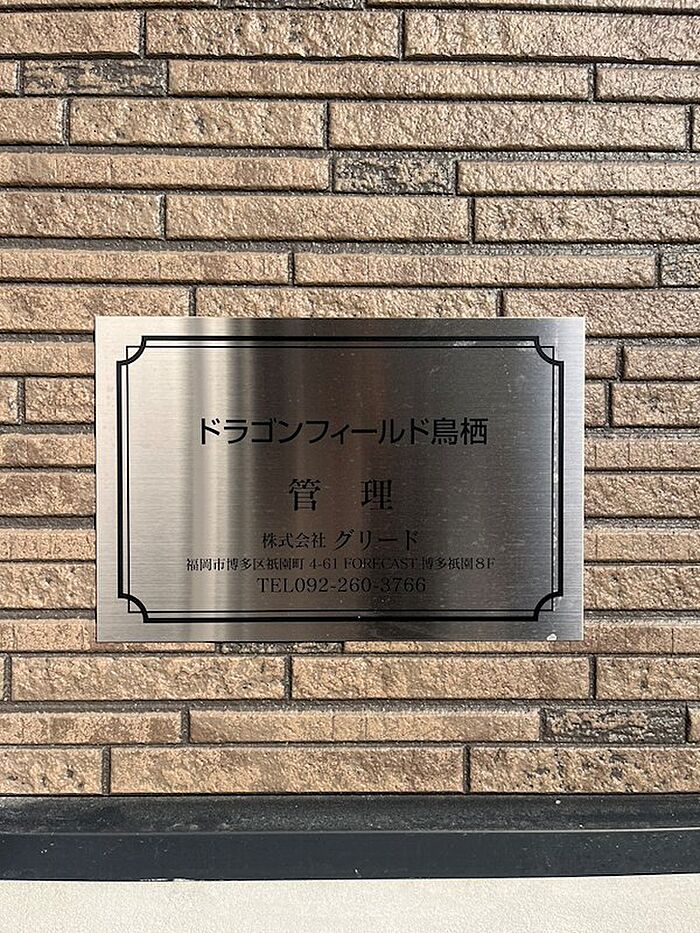 ドラゴンフィールド鳥栖
管 理
株式会社 グリード
福岡市博多区祇園町 4-61 FORECAST 博多祇園８F
TEL092-260-3766